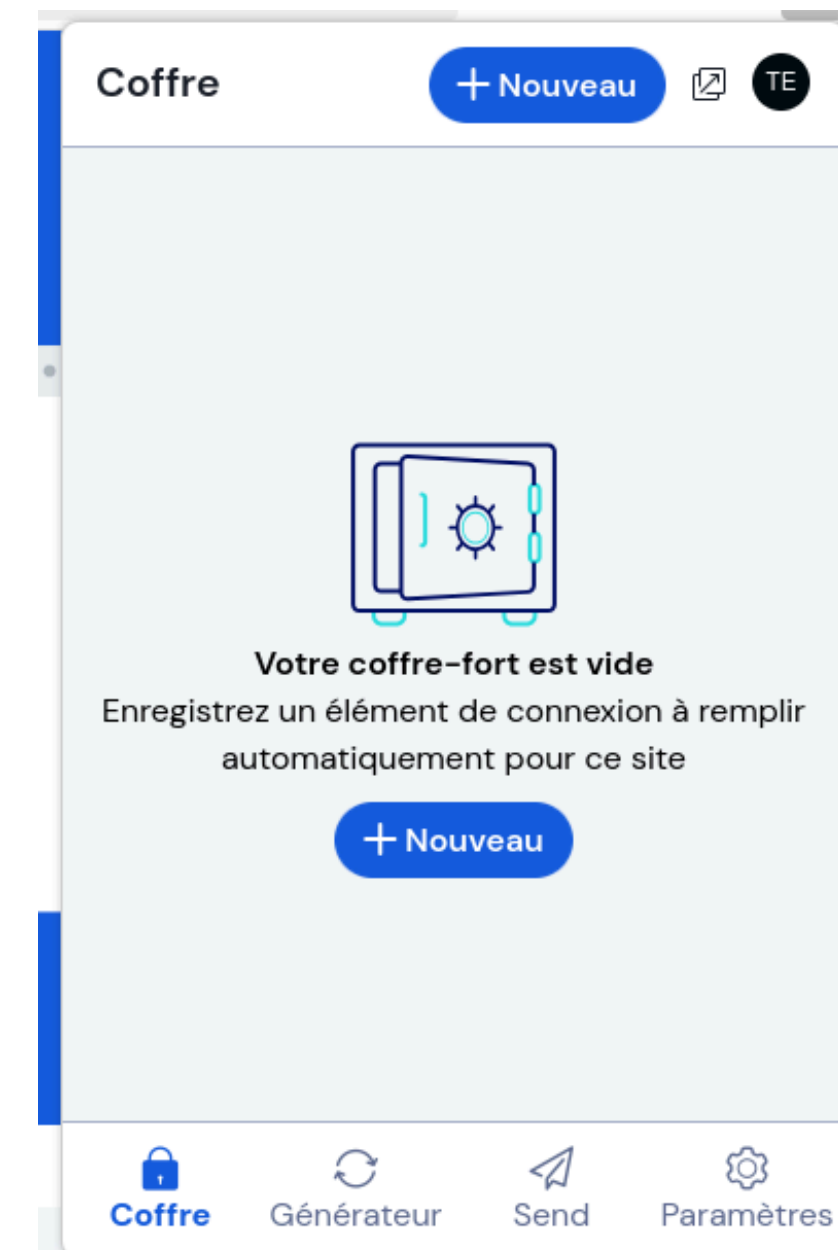 Coffre
+ Nouveau
TE
Votre coffre-fort est vide
Enregistrez un élément de connexion à remplir
automatiquement pour ce site
+ Nouveau
Coffre
Générateur
Send
Paramètres